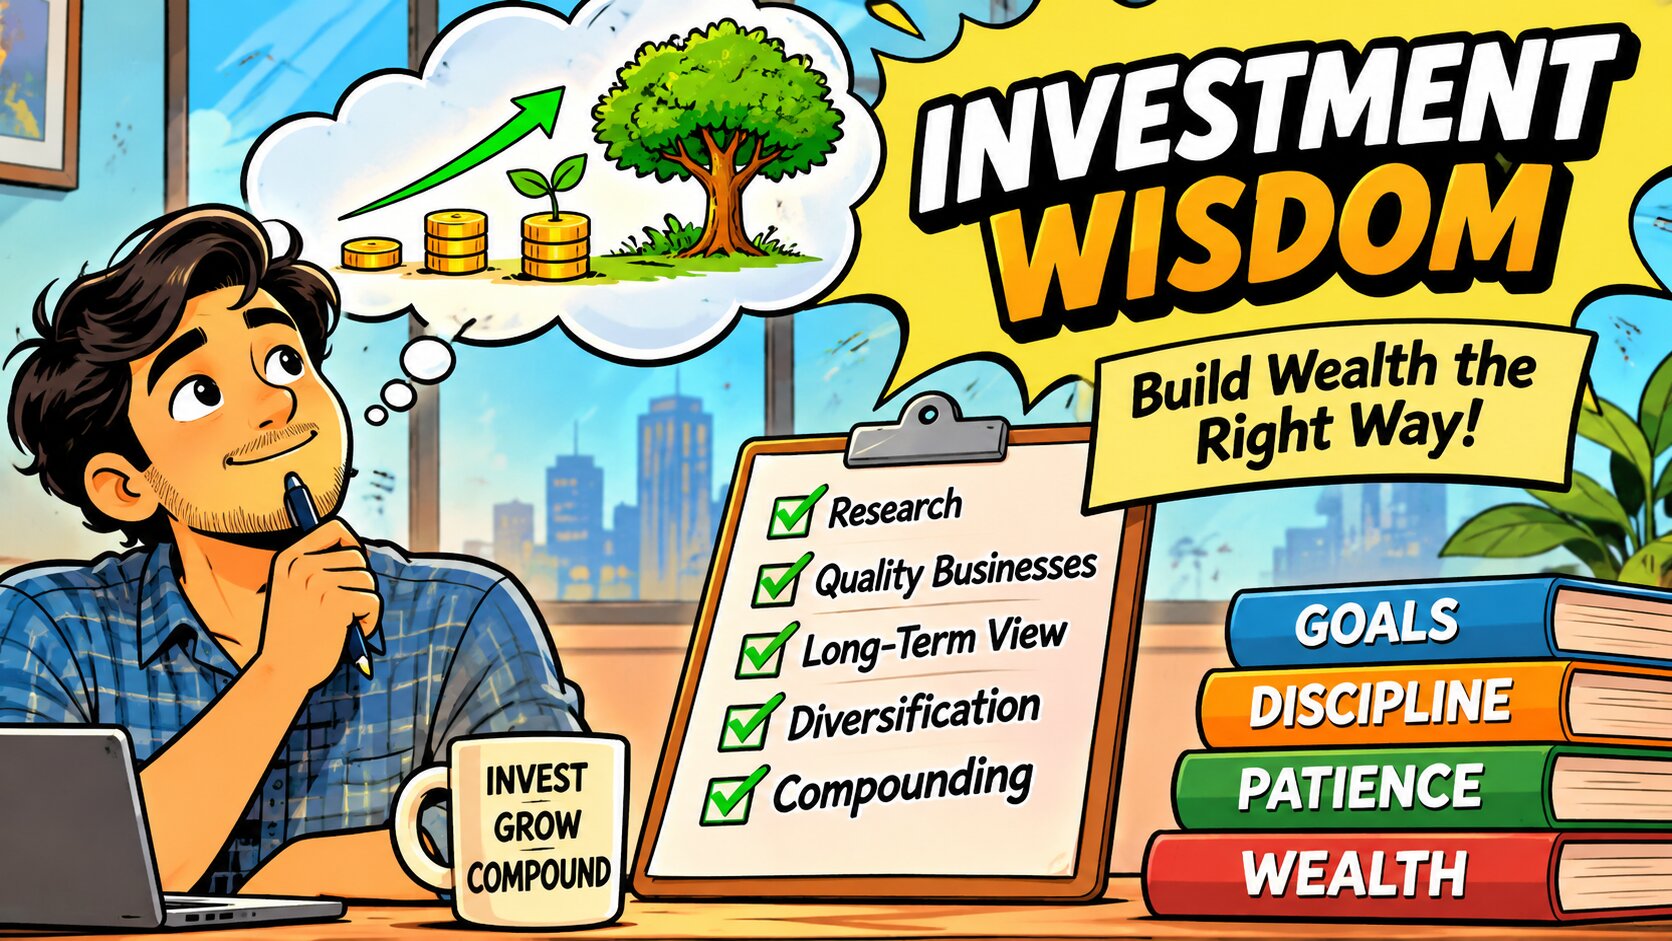 INVESTMENT
WISDOM
Build Wealth the
Right Way!
Research
Quality Businesses
Long-Term View
Diversification
Compounding
INVEST
GROW
COMPOUND
GOALS
DISCIPLINE
PATIENCE
WEALTH